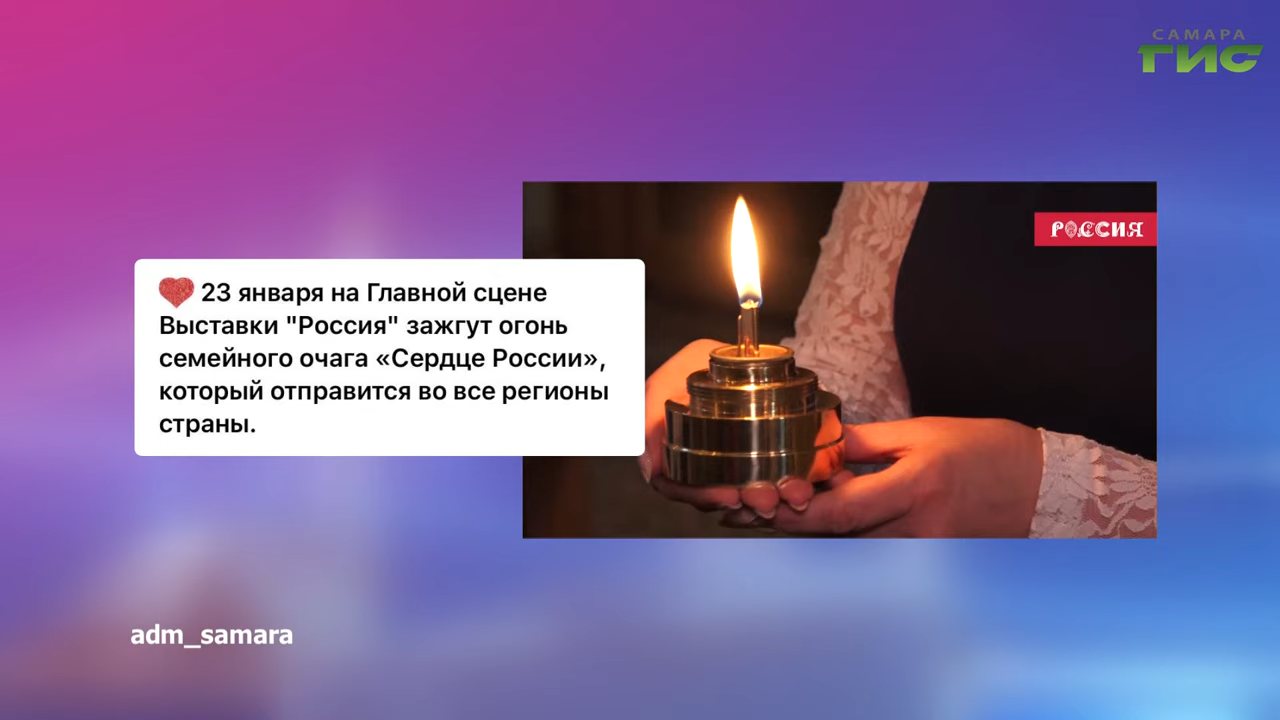 САМАРА
ГИС
РОССИЯ
23 января на Главной сцене
Выставки "Россия" зажгут огонь
семейного очага «Сердце России»,
который отправится во все регионы
страны.
adm_samara